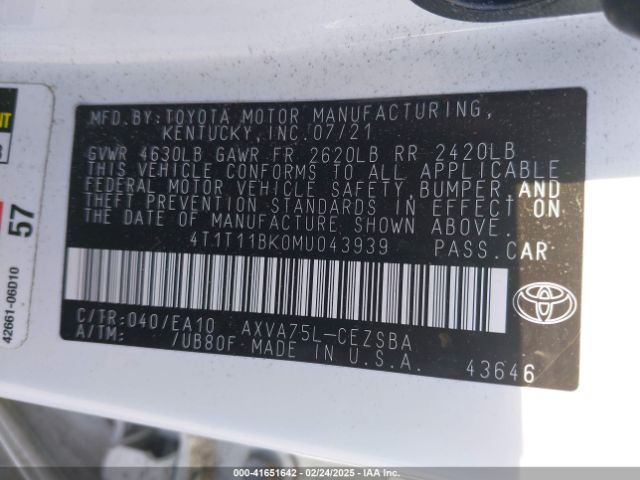 MFD. BY:TOYOTA MOTOR MANUFACTURING,
KENTUCKY, INC. 07/21
GVWR 4630LB GAWR FR 2620LB RR 2420LB
THIS VEHICLE CONFORMS TO ALL APPLICABLE
FEDERAL MOTOR VEHICLE SAFETY, BUMPER AND
THEFT PREVENTION STANDARDS IN EFFECT ON
THE DATE OF MANUFACTURE SHOWN ABOVE.
4T1T11BK0MU043939 PASS.CAR
C/TR:040/EA10 AXVA75L-CEZSBA
A/TM: /UB80F MADE IN U.S.A.
43646
57
42661-06D10
000-41651642 - 02/24/2025 - IAAI.COM